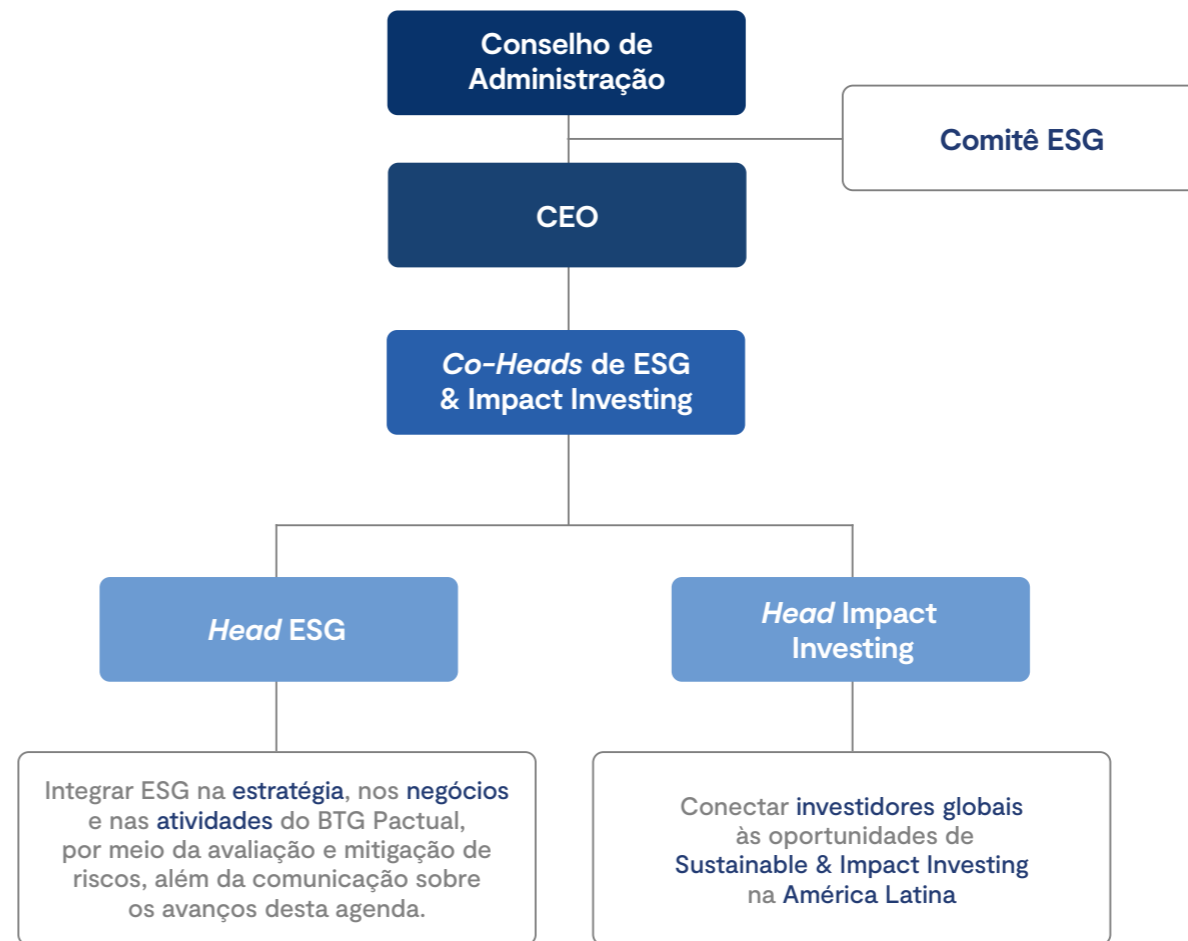 Conselho de
Administração
Comitê ESG
CEO
Co-Heads de ESG
& Impact Investing
Head ESG
Head Impact
Investing
Integrar ESG na estratégia, nos negócios
e nas atividades do BTG Pactual,
por meio da avaliação e mitigação de
riscos, além da comunicação sobre
os avanços desta agenda.
Conectar investidores globais
às oportunidades de
Sustainable & Impact Investing
na América Latina